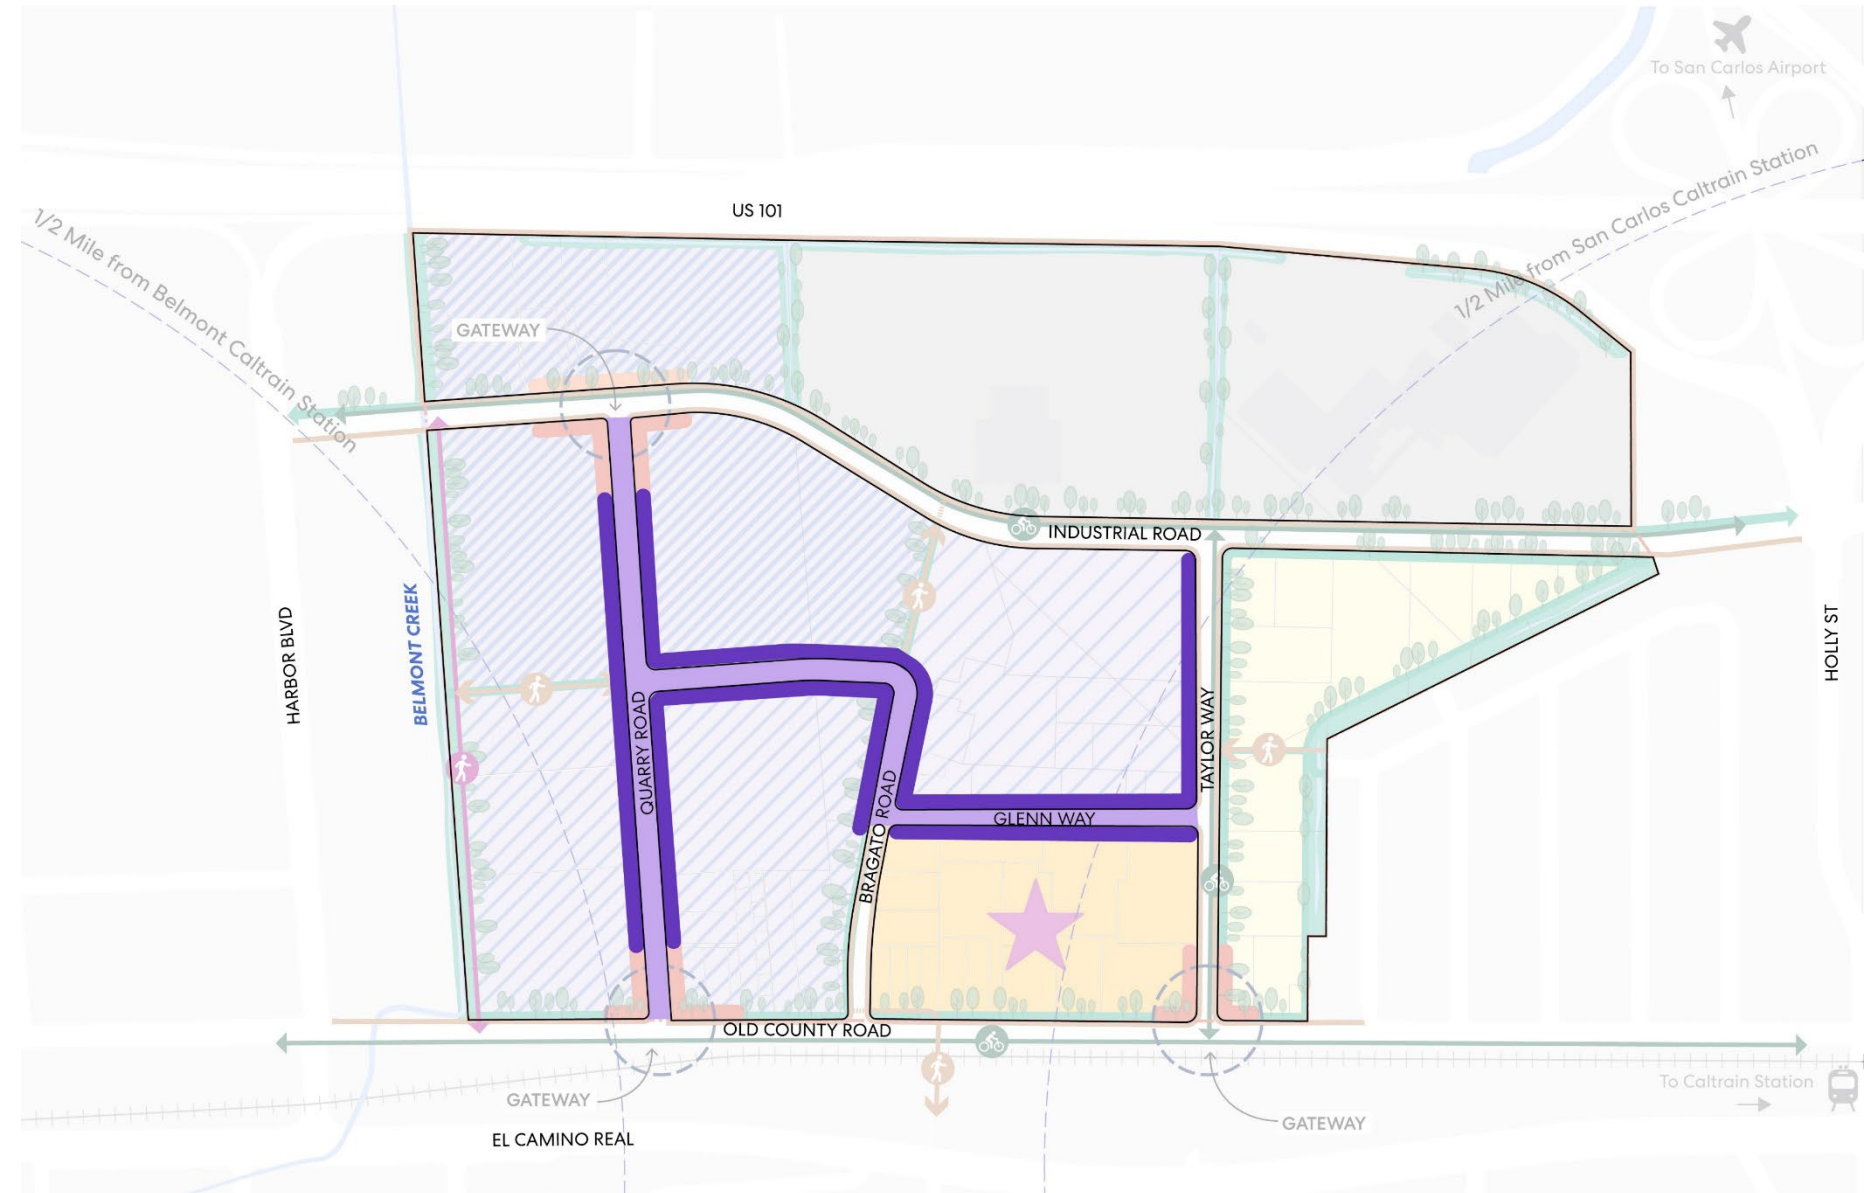 To San Carlos Airport
1/2 Mile from San Carlos Caltrain Station
US 101
1/2 Mile from Belmont Caltrain Station
GATEWAY
INDUSTRIAL ROAD
HARBOR BLVD
BELMONT CREEK
QUARRY ROAD
BRAGATO ROAD
GLENN WAY
TAYLOR WAY
HOLLY ST
OLD COUNTY ROAD
To Caltrain Station
GATEWAY
GATEWAY
EL CAMINO REAL